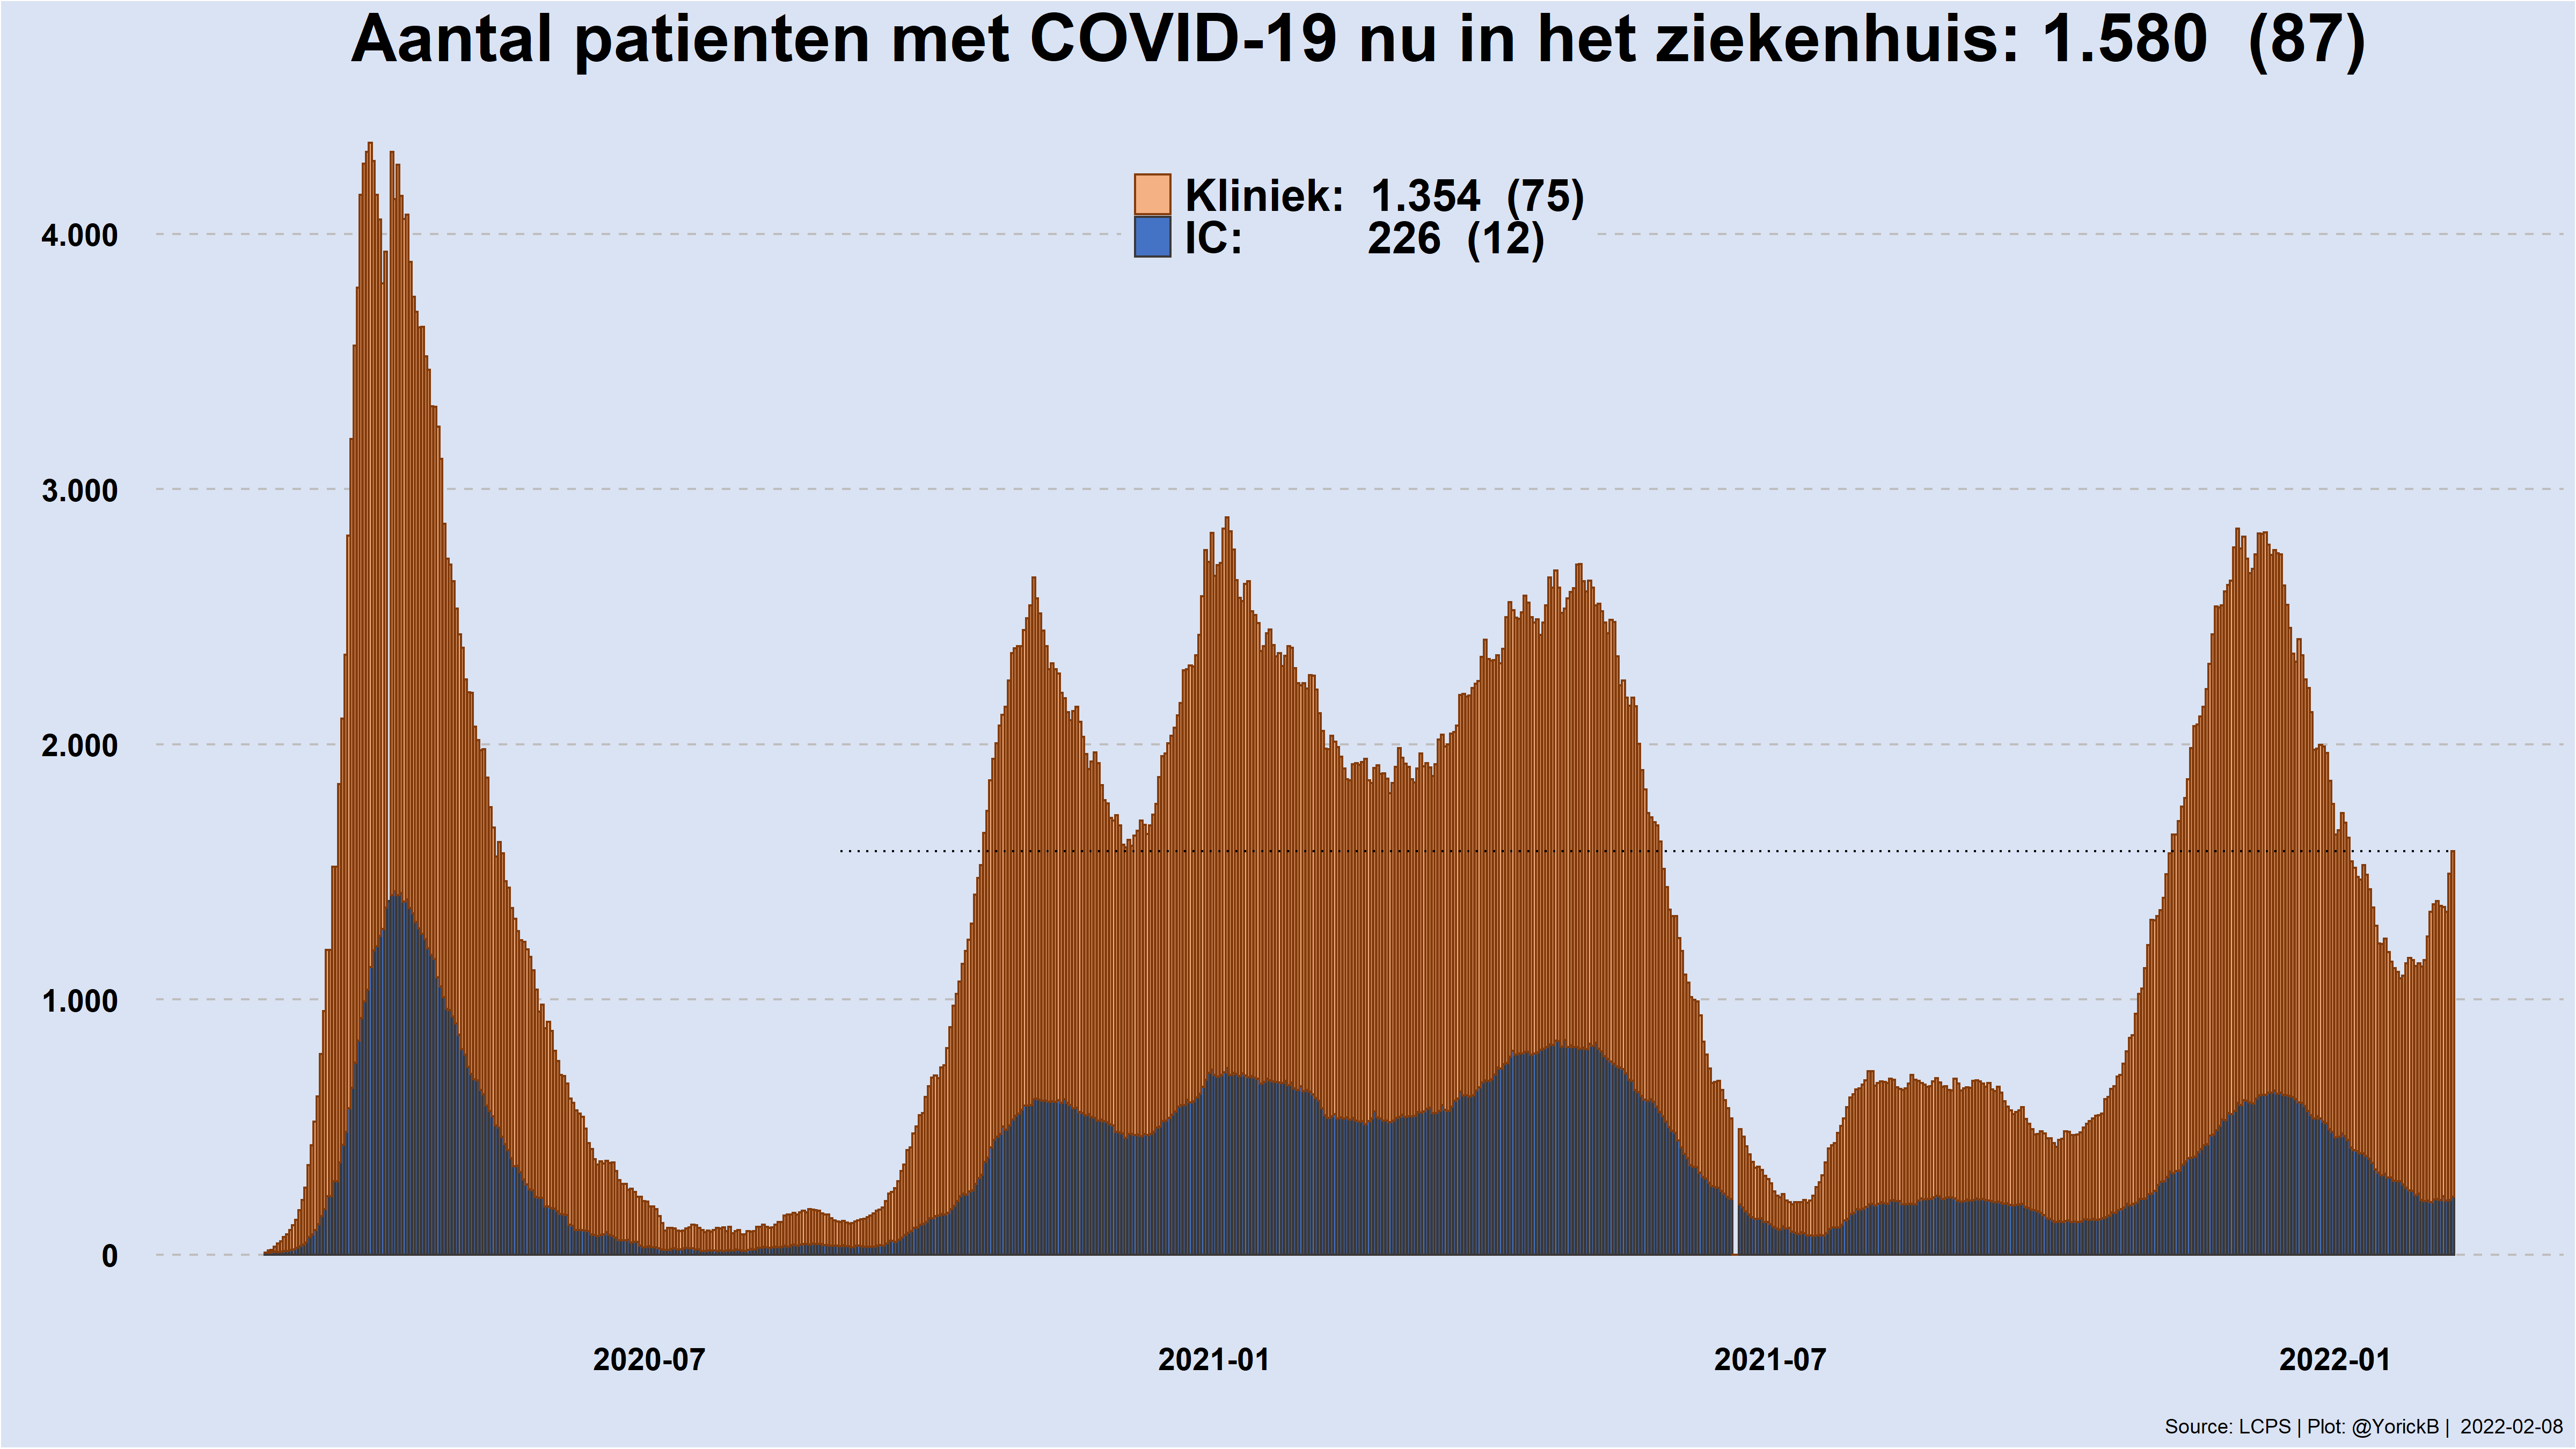 Aantal patienten met COVID-19 nu in het ziekenhuis: 1.580 (87)
Kliniek: 1.354 (75)
IC: 226 (12)
4.000
3.000
2.000
1.000
0
2020-07 2021-01 2021-07 2022-01
Source: LCPS | Plot: @YorickB | 2022-02-08